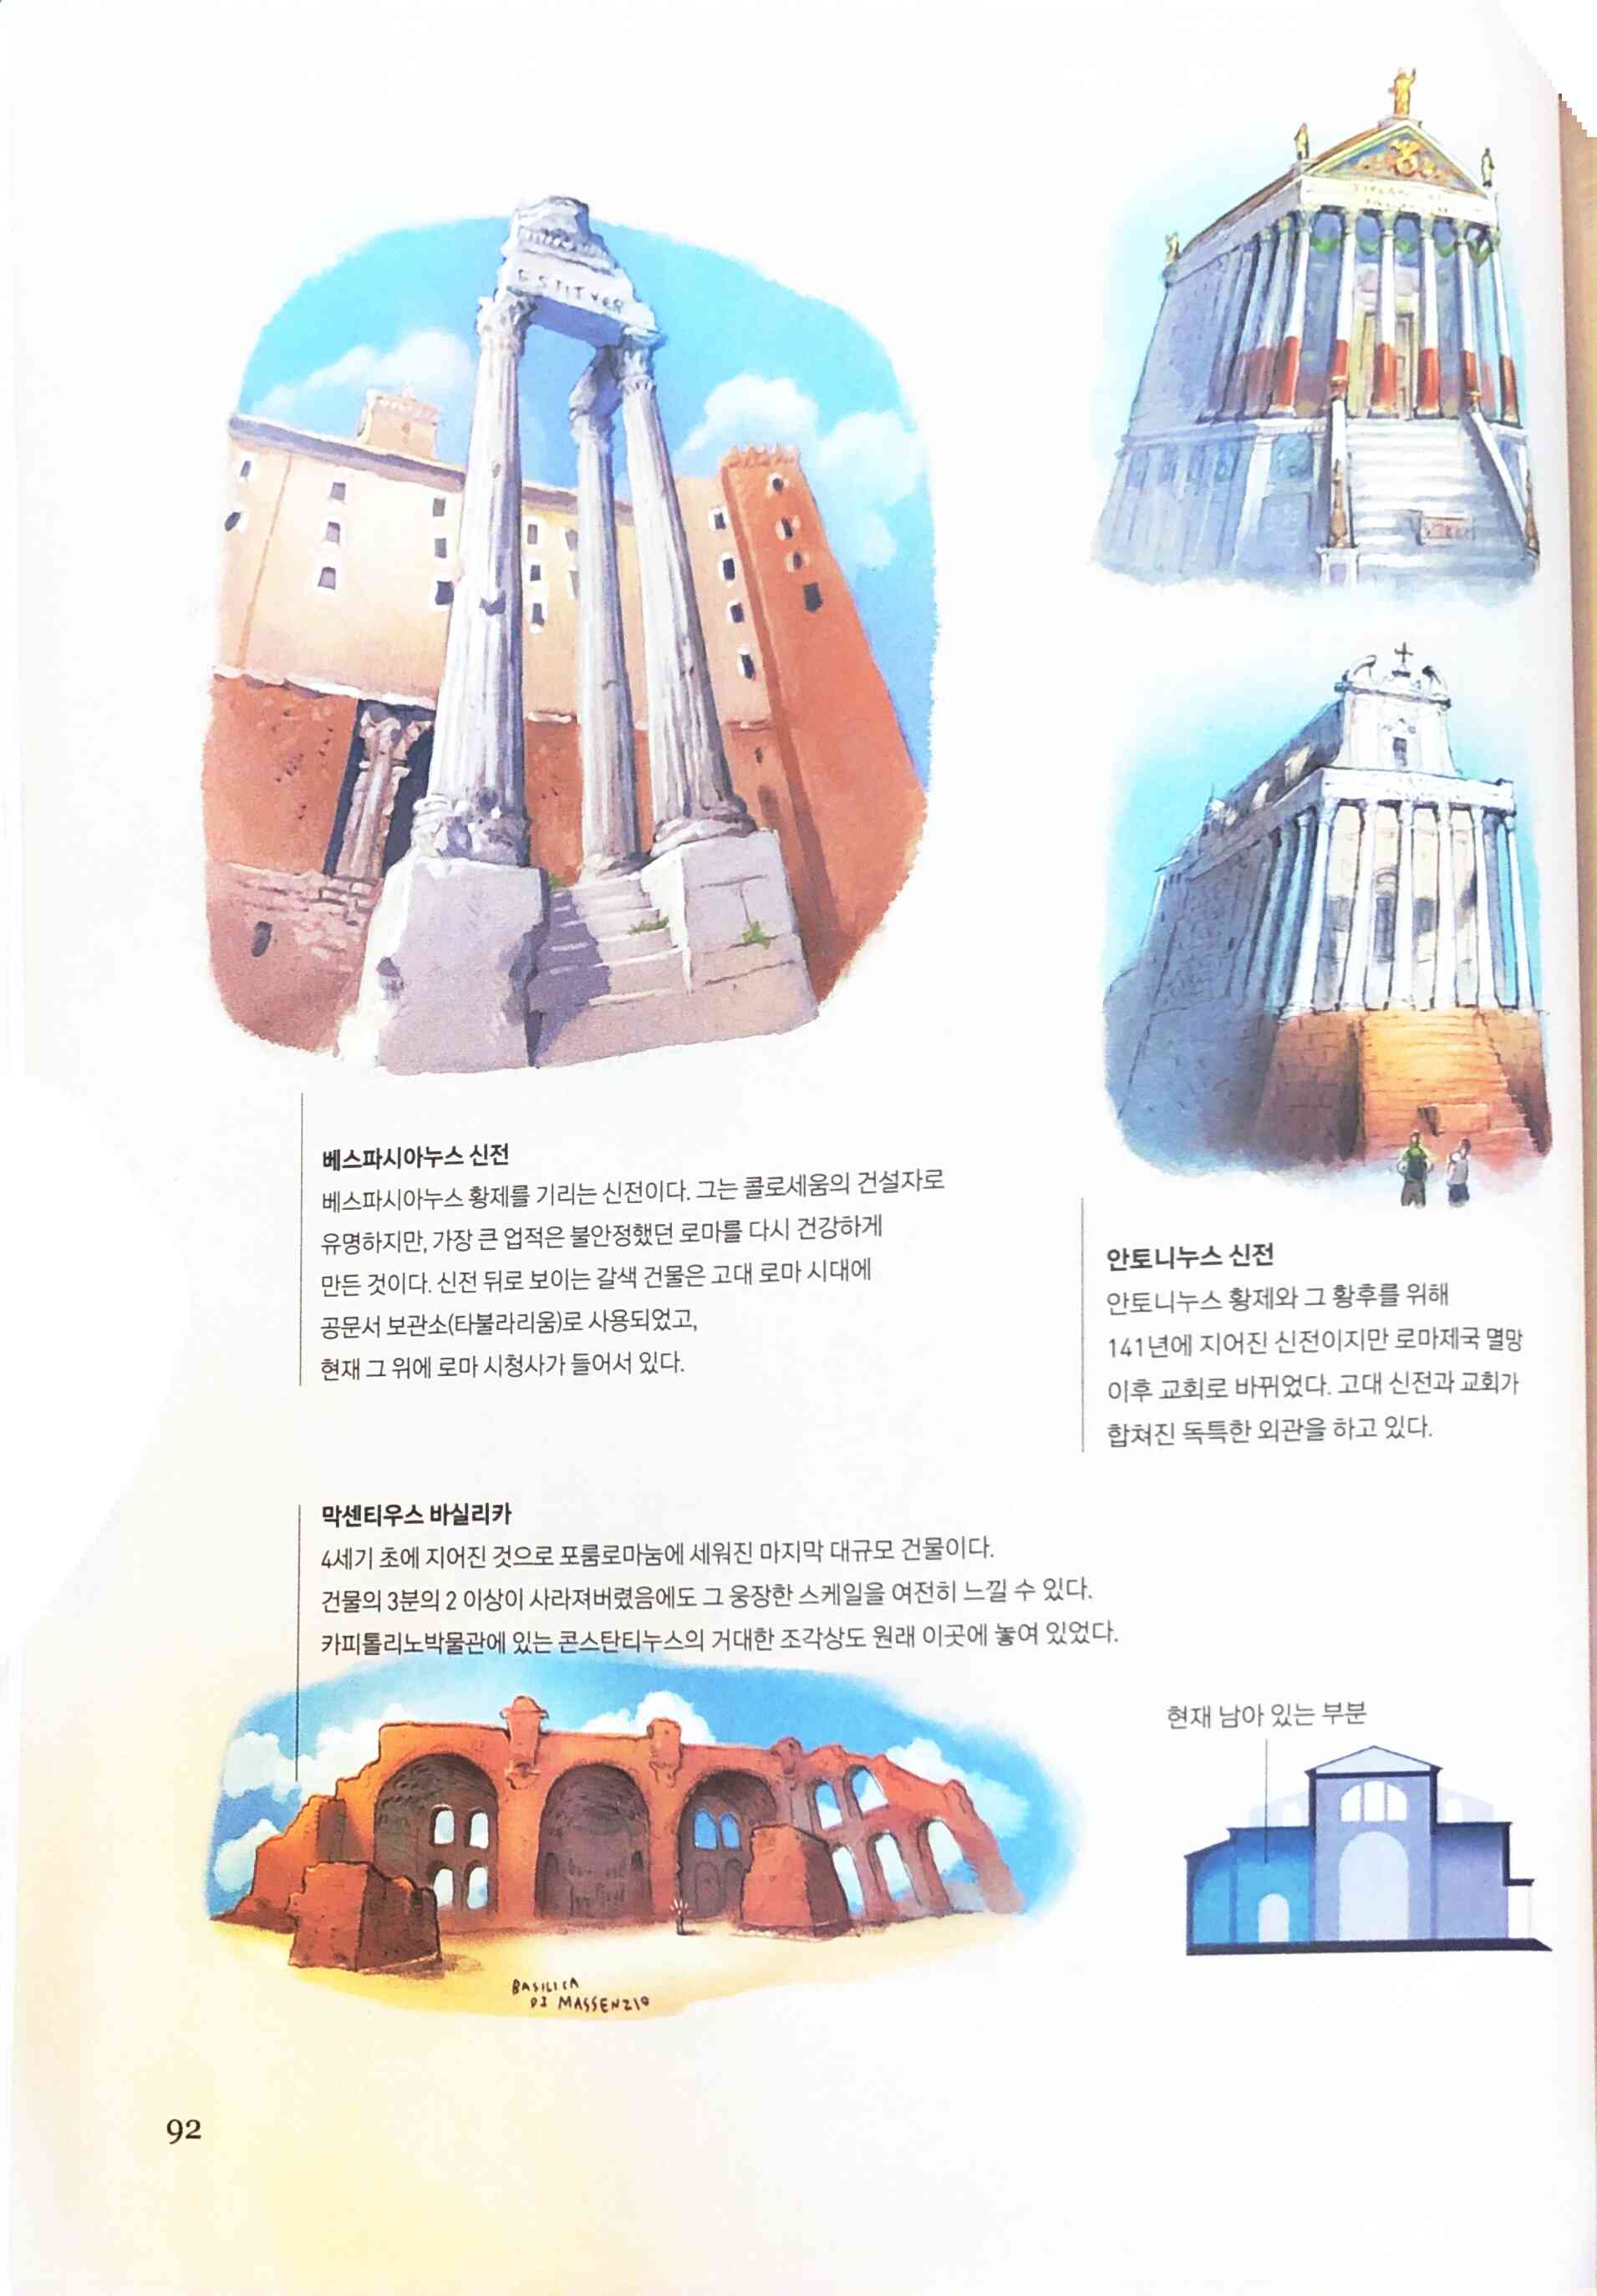 ESTITVER
베스파시아누스 신전
베스파시아누스 황제를 기리는 신전이다. 그는 콜로세움의 건설자로
유명하지만, 가장 큰 업적은 불안정했던 로마를 다시 건강하게
만든 것이다. 신전 뒤로 보이는 갈색 건물은 고대 로마 시대에
공문서 보관소(타불라리움)로 사용되었고,
현재 그 위에 로마 시청사가 들어서 있다.
안토니누스 신전
안토니누스 황제와 그 황후를 위해
141년에 지어진 신전이지만 로마제국 멸망
이후 교회로 바뀌었다. 고대 신전과 교회가
합쳐진 독특한 외관을 하고 있다.
막센티우스 바실리카
4세기 초에 지어진 것으로 포룸로마눔에 세워진 마지막 대규모 건물이다.
건물의 3분의 2 이상이 사라져버렸음에도 그 웅장한 스케일을 여전히 느낄 수 있다.
카피톨리노박물관에 있는 콘스탄티누스의 거대한 조각상도 원래 이곳에 놓여 있었다.
현재 남아 있는 부분
BASILICA
DI MASSENZIO
92